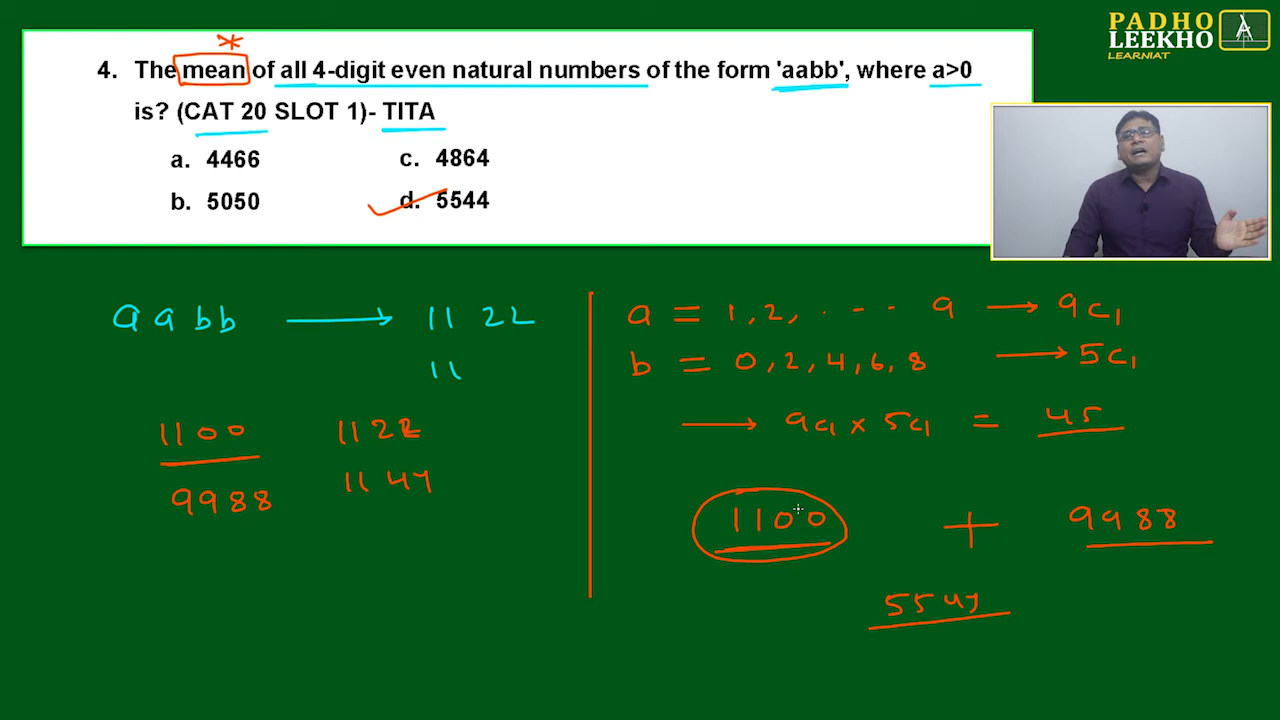 PADHO
LEEKHO
LEARNIAT
*
4. The mean of all 4-digit even natural numbers of the form 'aabb', where a>0
is? (CAT 20 SLOT 1)- TITA
a. 4466
c. 4864
b. 5050
d. 5544
a a b b → 11 22
11
1100 1122
9988 1144
a = 1, 2, . - - 9 → 9C1
b = 0, 2, 4, 6, 8 → 5C1
→ 9C1 x 5C1 = 45
1100 + 9988
5544